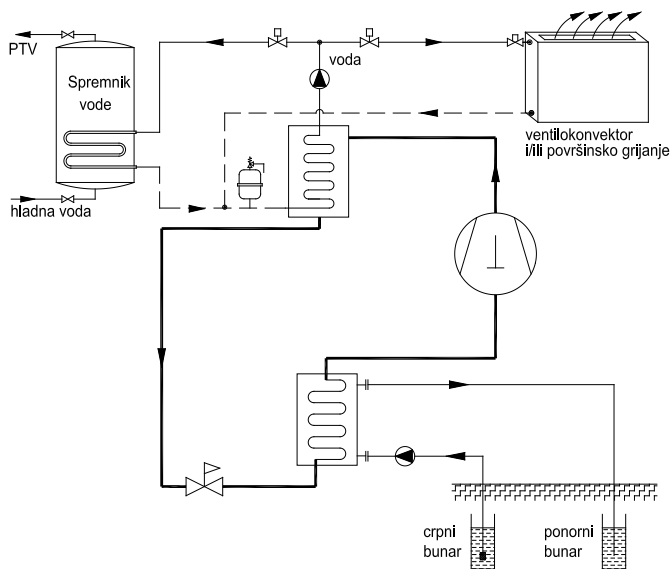 PTV
Spremnik
vode
hladna voda
voda
ventilokonvektor
i/ili površinsko grijanje
crpni
bunar
ponorni
bunar